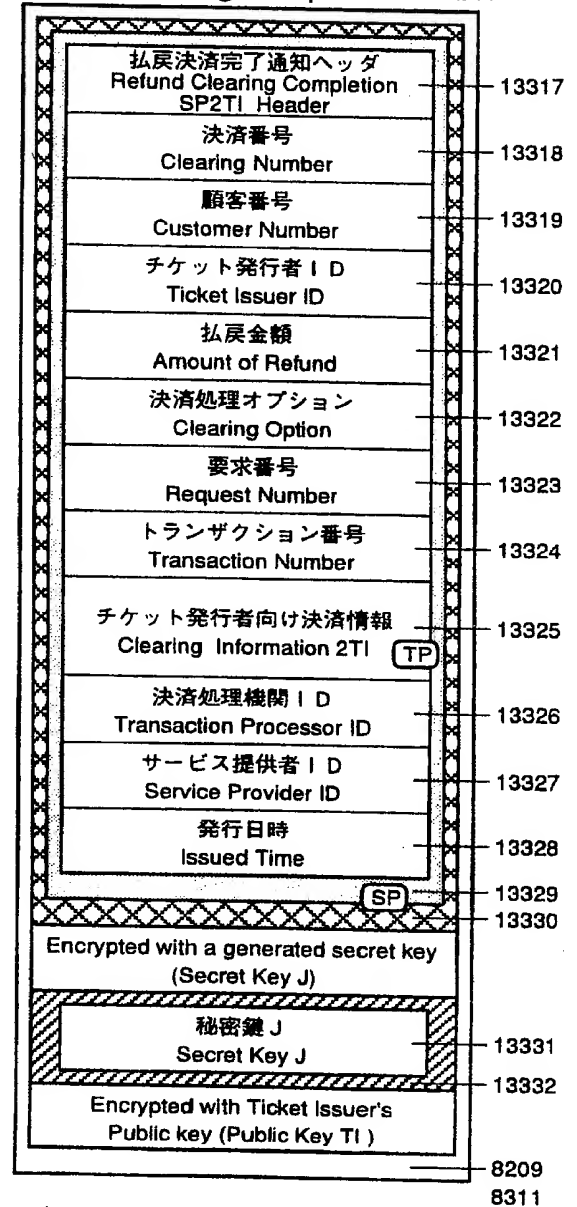 払戻決済完了通知ヘッダ
Refund Clearing Completion
SP2TI Header
13317
決済番号
Clearing Number
13318
顧客番号
Customer Number
13319
チケット発行者ID
Ticket Issuer ID
13320
払戻金額
Amount of Refund
13321
決済処理オプション
Clearing Option
13322
要求番号
Request Number
13323
トランザクション番号
Transaction Number
13324
チケット発行者向け決済情報
Clearing Information 2TI
TP
13325
決済処理機関ID
Transaction Processor ID
13326
サービス提供者ID
Service Provider ID
13327
発行日時
Issued Time
13328
SP
13329
13330
Encrypted with a generated secret key
(Secret Key J)
秘密鍵J
Secret Key J
13331
13332
Encrypted with Ticket Issuer's
Public key (Public Key TI )
8209
8311